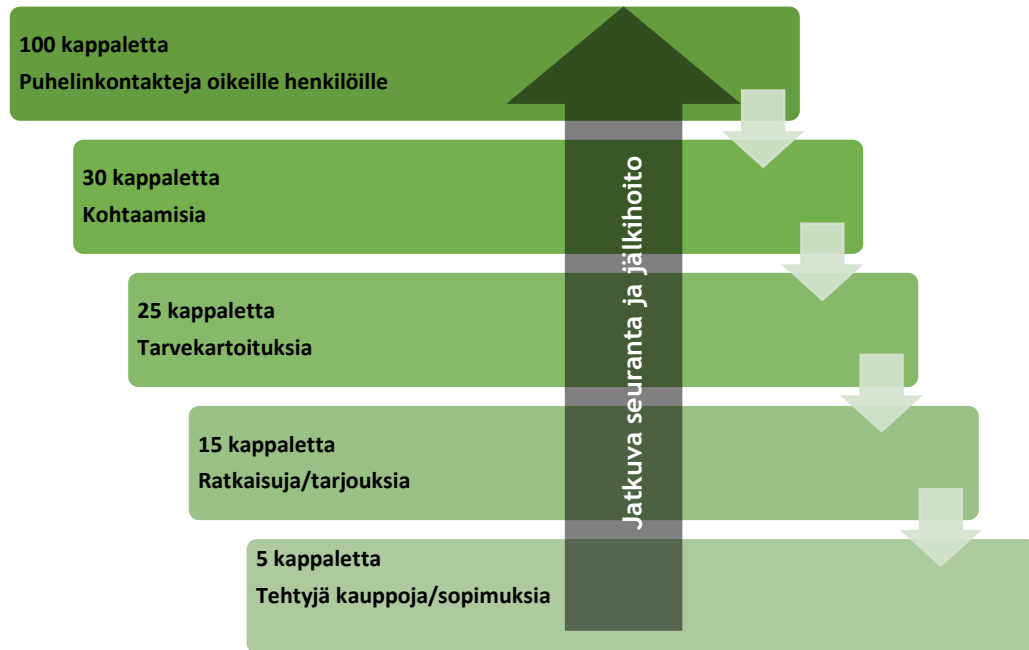 100 kappaletta
Puhelinkontakteja oikeille henkilöille
30 kappaletta
Kohtaamisia
25 kappaletta
Tarvekartoituksia
15 kappaletta
Ratkaisuja/tarjouksia
5 kappaletta
Tehtyjä kauppoja/sopimuksia
Jatkuva seuranta ja jälkihoito